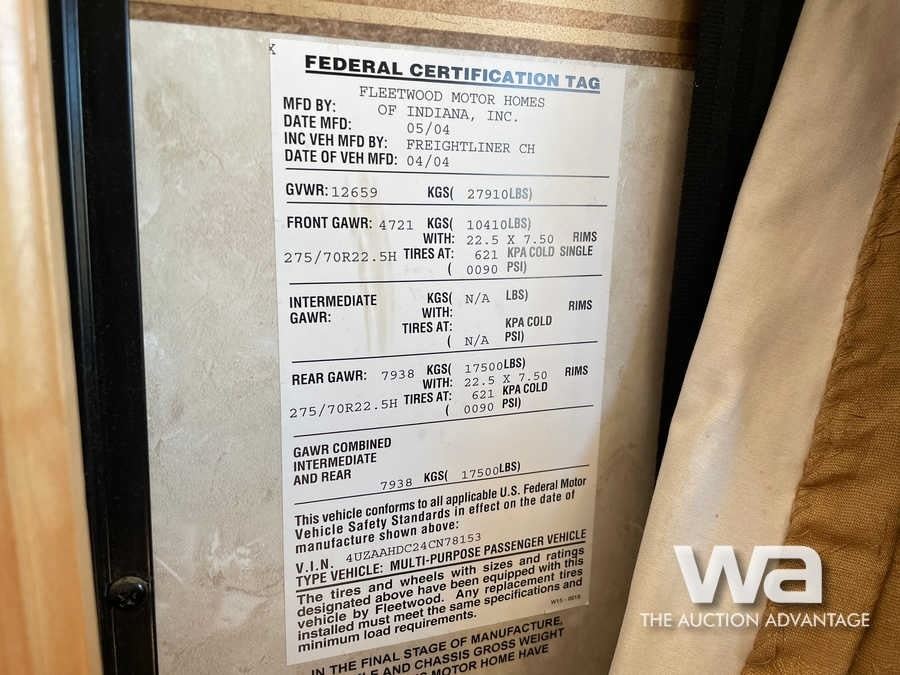 FEDERAL CERTIFICATION TAG
FLEETWOOD MOTOR HOMES
MFD BY: OF INDIANA, INC.
DATE MFD: 05/04
INC VEH MFD BY: FREIGHTLINER CH
DATE OF VEH MFD: 04/04
GVWR: 12659 KGS( 27910 LBS)
FRONT GAWR: 4721 KGS( 10410 LBS)
WITH: 22.5 X 7.50 RIMS
275/70R22.5H TIRES AT: 621 KPA COLD SINGLE
( 0090 PSI)
INTERMEDIATE KGS( N/A LBS)
GAWR: WITH: RIMS
TIRES AT: KPA COLD
( N/A PSI)
REAR GAWR: 7938 KGS( 17500 LBS)
WITH: 22.5 X 7.50 RIMS
275/70R22.5H TIRES AT: 621 KPA COLD
( 0090 PSI)
GAWR COMBINED
INTERMEDIATE
AND REAR 7938 KGS( 17500 LBS)
This vehicle conforms to all applicable U.S. Federal Motor
Vehicle Safety Standards in effect on the date of
manufacture shown above:
V.I.N. 4UZAAHDC24CN78153
TYPE VEHICLE: MULTI-PURPOSE PASSENGER VEHICLE
The tires and wheels with sizes and ratings
designated above have been equipped with this
vehicle by Fleetwood. Any replacement tires
installed must meet the same specifications and
minimum load requirements.
IN THE FINAL STAGE OF MANUFACTURE,
AND CHASSIS GROSS WEIGHT
MOTOR HOME HAVE
wa
THE AUCTION ADVANTAGE